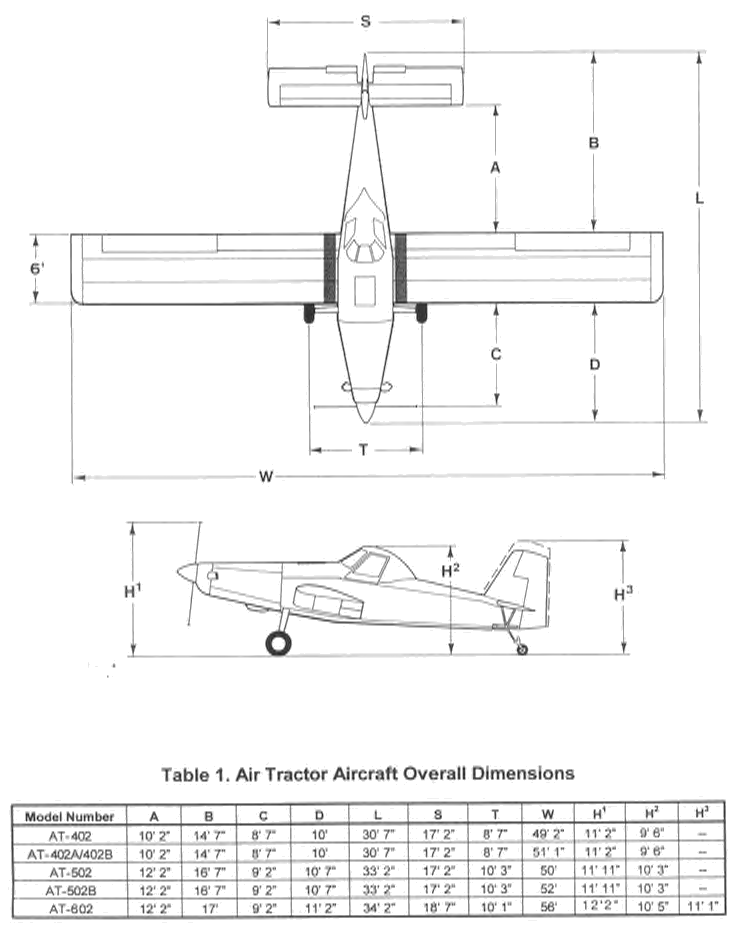 S
B
A
L
6'
C
D
T
W
H¹
H²
H³
Table 1. Air Tractor Aircraft Overall Dimensions
Model Number A B C D L S T W H¹ H² H³
AT-402 10' 2" 14' 7" 8' 7" 10' 30' 7" 17' 2" 8' 7" 49' 2" 11' 2" 9' 6" --
AT-402A/402B 10' 2" 14' 7" 8' 7" 10' 30' 7" 17' 2" 8' 7" 51' 1" 11' 2" 9' 6" --
AT-502 12' 2" 16' 7" 9' 2" 10' 7" 33' 2" 17' 2" 10' 3" 50' 11' 11" 10' 3" --
AT-502B 12' 2" 16' 7" 9' 2" 10' 7" 33' 2" 17' 2" 10' 3" 52' 11' 11" 10' 3" --
AT-602 12' 2" 17' 9' 2" 11' 2" 34' 2" 18' 7" 10' 1" 56' 12'2" 10' 5" 11' 1"